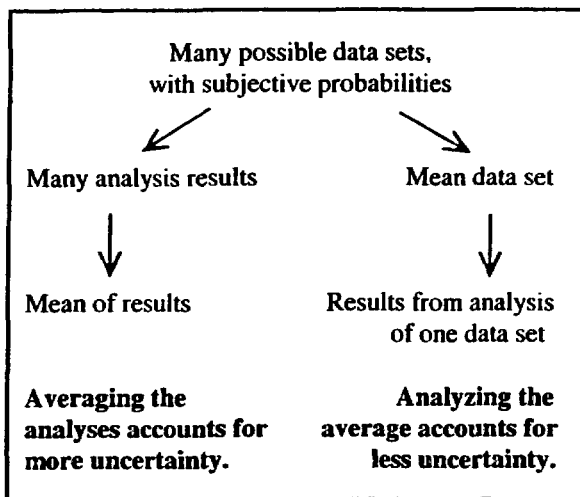 Many possible data sets,
with subjective probabilities
Many analysis results
Mean data set
Mean of results
Results from analysis
of one data set
Averaging the
analyses accounts for
more uncertainty.
Analyzing the
average accounts for
less uncertainty.